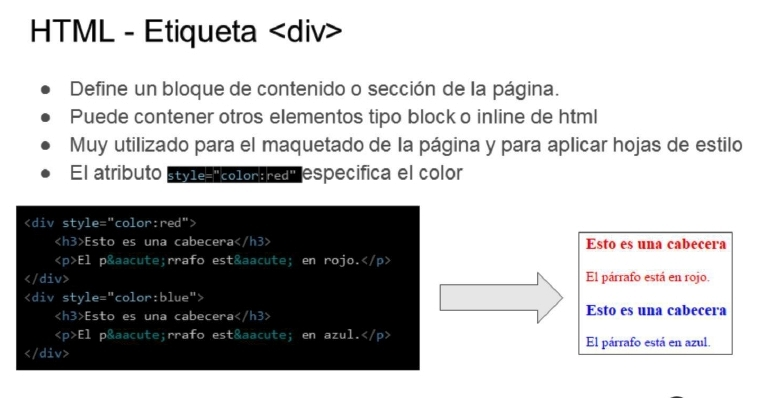 HTML - Etiqueta <div>
● Define un bloque de contenido o sección de la página.
● Puede contener otros elementos tipo block o inline de html
● Muy utilizado para el maquetado de la página y para aplicar hojas de estilo
● El atributo style="color:red" especifica el color
<div style="color:red">
<h3>Esto es una cabecera</h3>
<p>El p&aacute;rrafo est&aacute; en rojo.</p>
</div>
<div style="color:blue">
<h3>Esto es una cabecera</h3>
<p>El p&aacute;rrafo est&aacute; en azul.</p>
</div>
Esto es una cabecera
El párrafo está en rojo.
Esto es una cabecera
El párrafo está en azul.